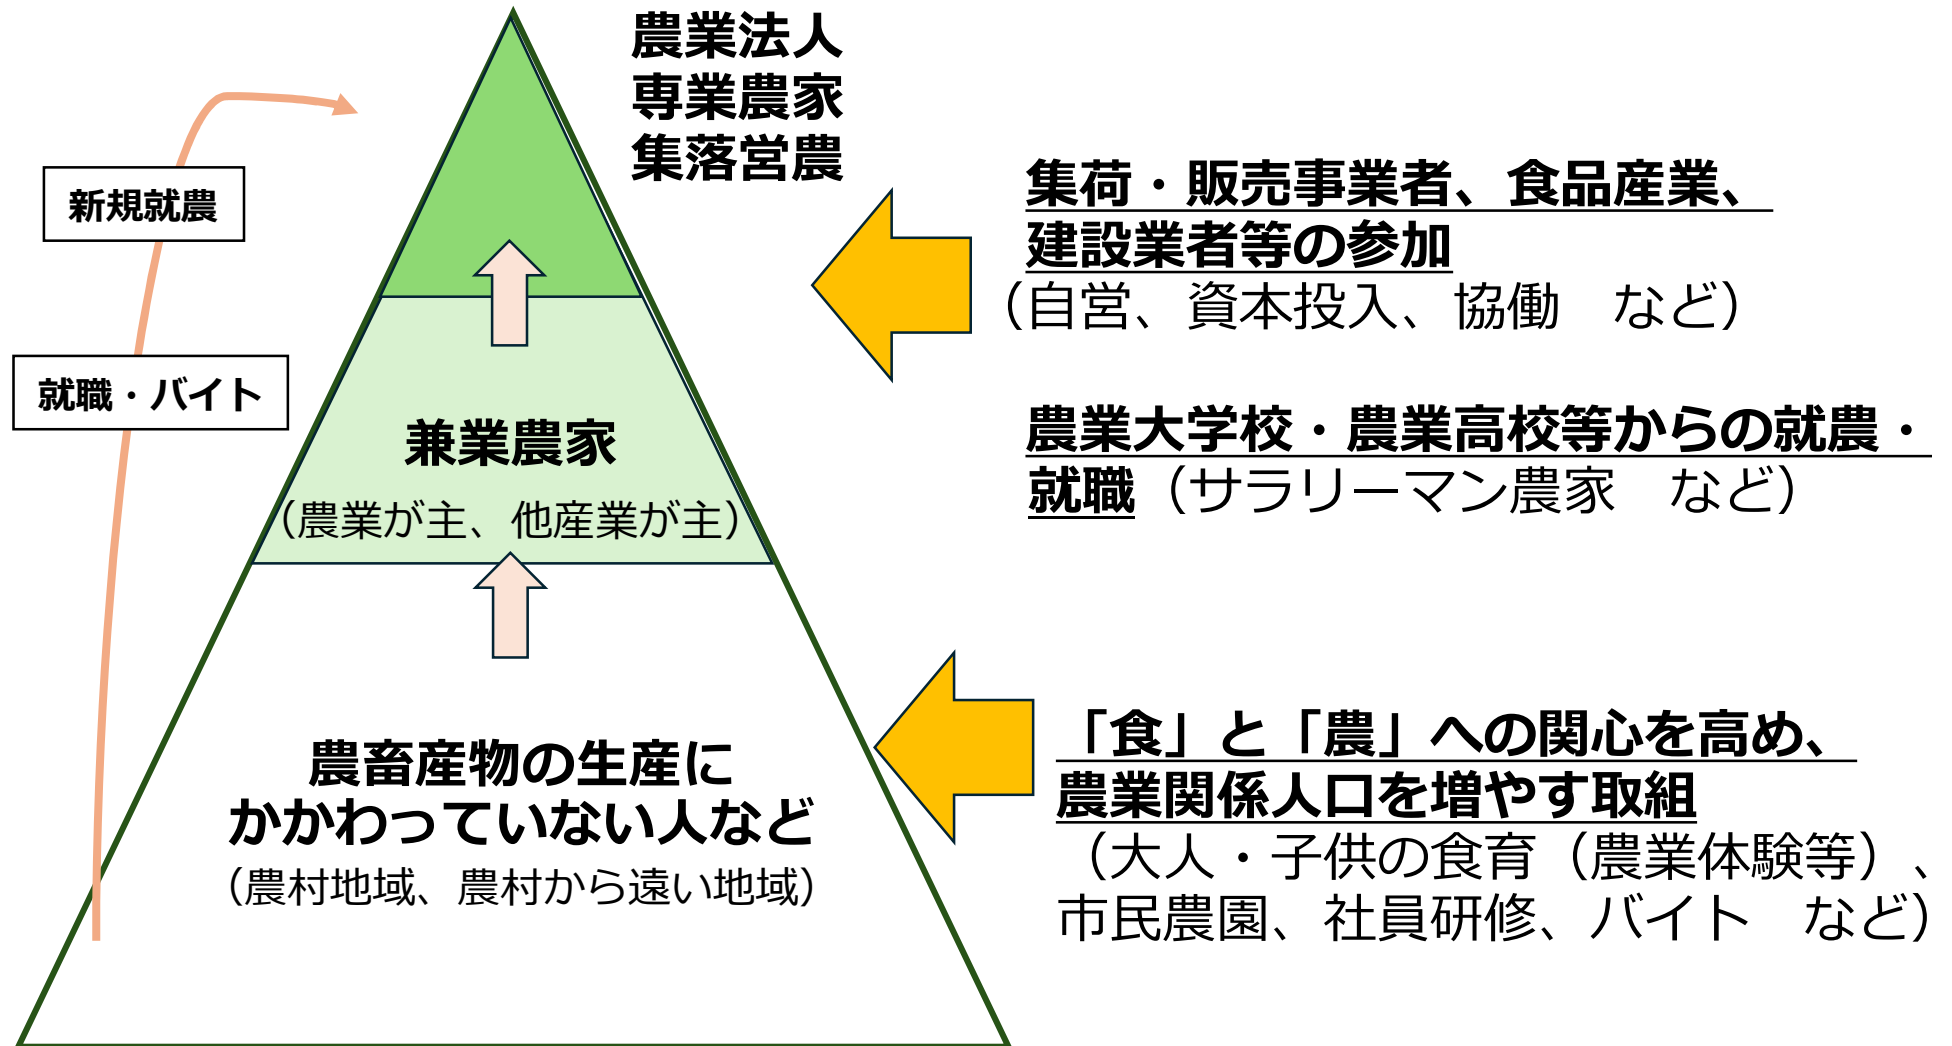 農業法人
専業農家
集落営農
新規就農
就職・バイト
兼業農家
（農業が主、他産業が主）
農畜産物の生産に
かかわっていない人など
（農村地域、農村から遠い地域）
集荷・販売事業者、食品産業、
建設業者等の参加
（自営、資本投入、協働　など）
農業大学校・農業高校等からの就農・
就職（サラリーマン農家　など）
「食」と「農」への関心を高め、
農業関係人口を増やす取組
（大人・子供の食育（農業体験等）、
市民農園、社員研修、バイト　など）